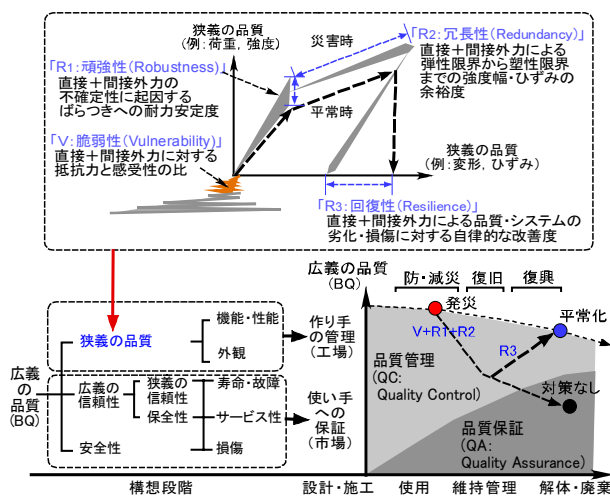 狭義の品質
(例:荷重, 強度)
災害時
「R2:冗長性(Redundancy)
直接+間接外力による
弾性限界から塑性限界
までの強度幅・ひずみの
余裕度
「R1:頑強性(Robustness)
直接+間接外力の
不確定性に起因する
ばらつきへの耐力安定度
平常時
「V:脆弱性(Vulnerability)
直接+間接外力に対する
抵抗力と感受性の比
狭義の品質
(例:変形, ひずみ)
「R3:回復性(Resilience)
直接+間接外力による品質・システムの
劣化・損傷に対する自律的な改善度
広義の品質
(BQ)
防・減災
復旧
復興
発災
平常化
V+R1+R2
R3
対策なし
品質管理
(QC:
Quality Control)
品質保証
(QA:
Quality Assurance)
広義
の
品質
(BQ)
狭義の品質
機能・性能
外観
作り手
の管理
(工場)
広義の
信頼性
狭義の
信頼性
保全性
寿命・故障
サービス性
安全性
損傷
使い手
への
保証
(市場)
構想段階
設計・施工
使用
維持管理
解体・廃棄